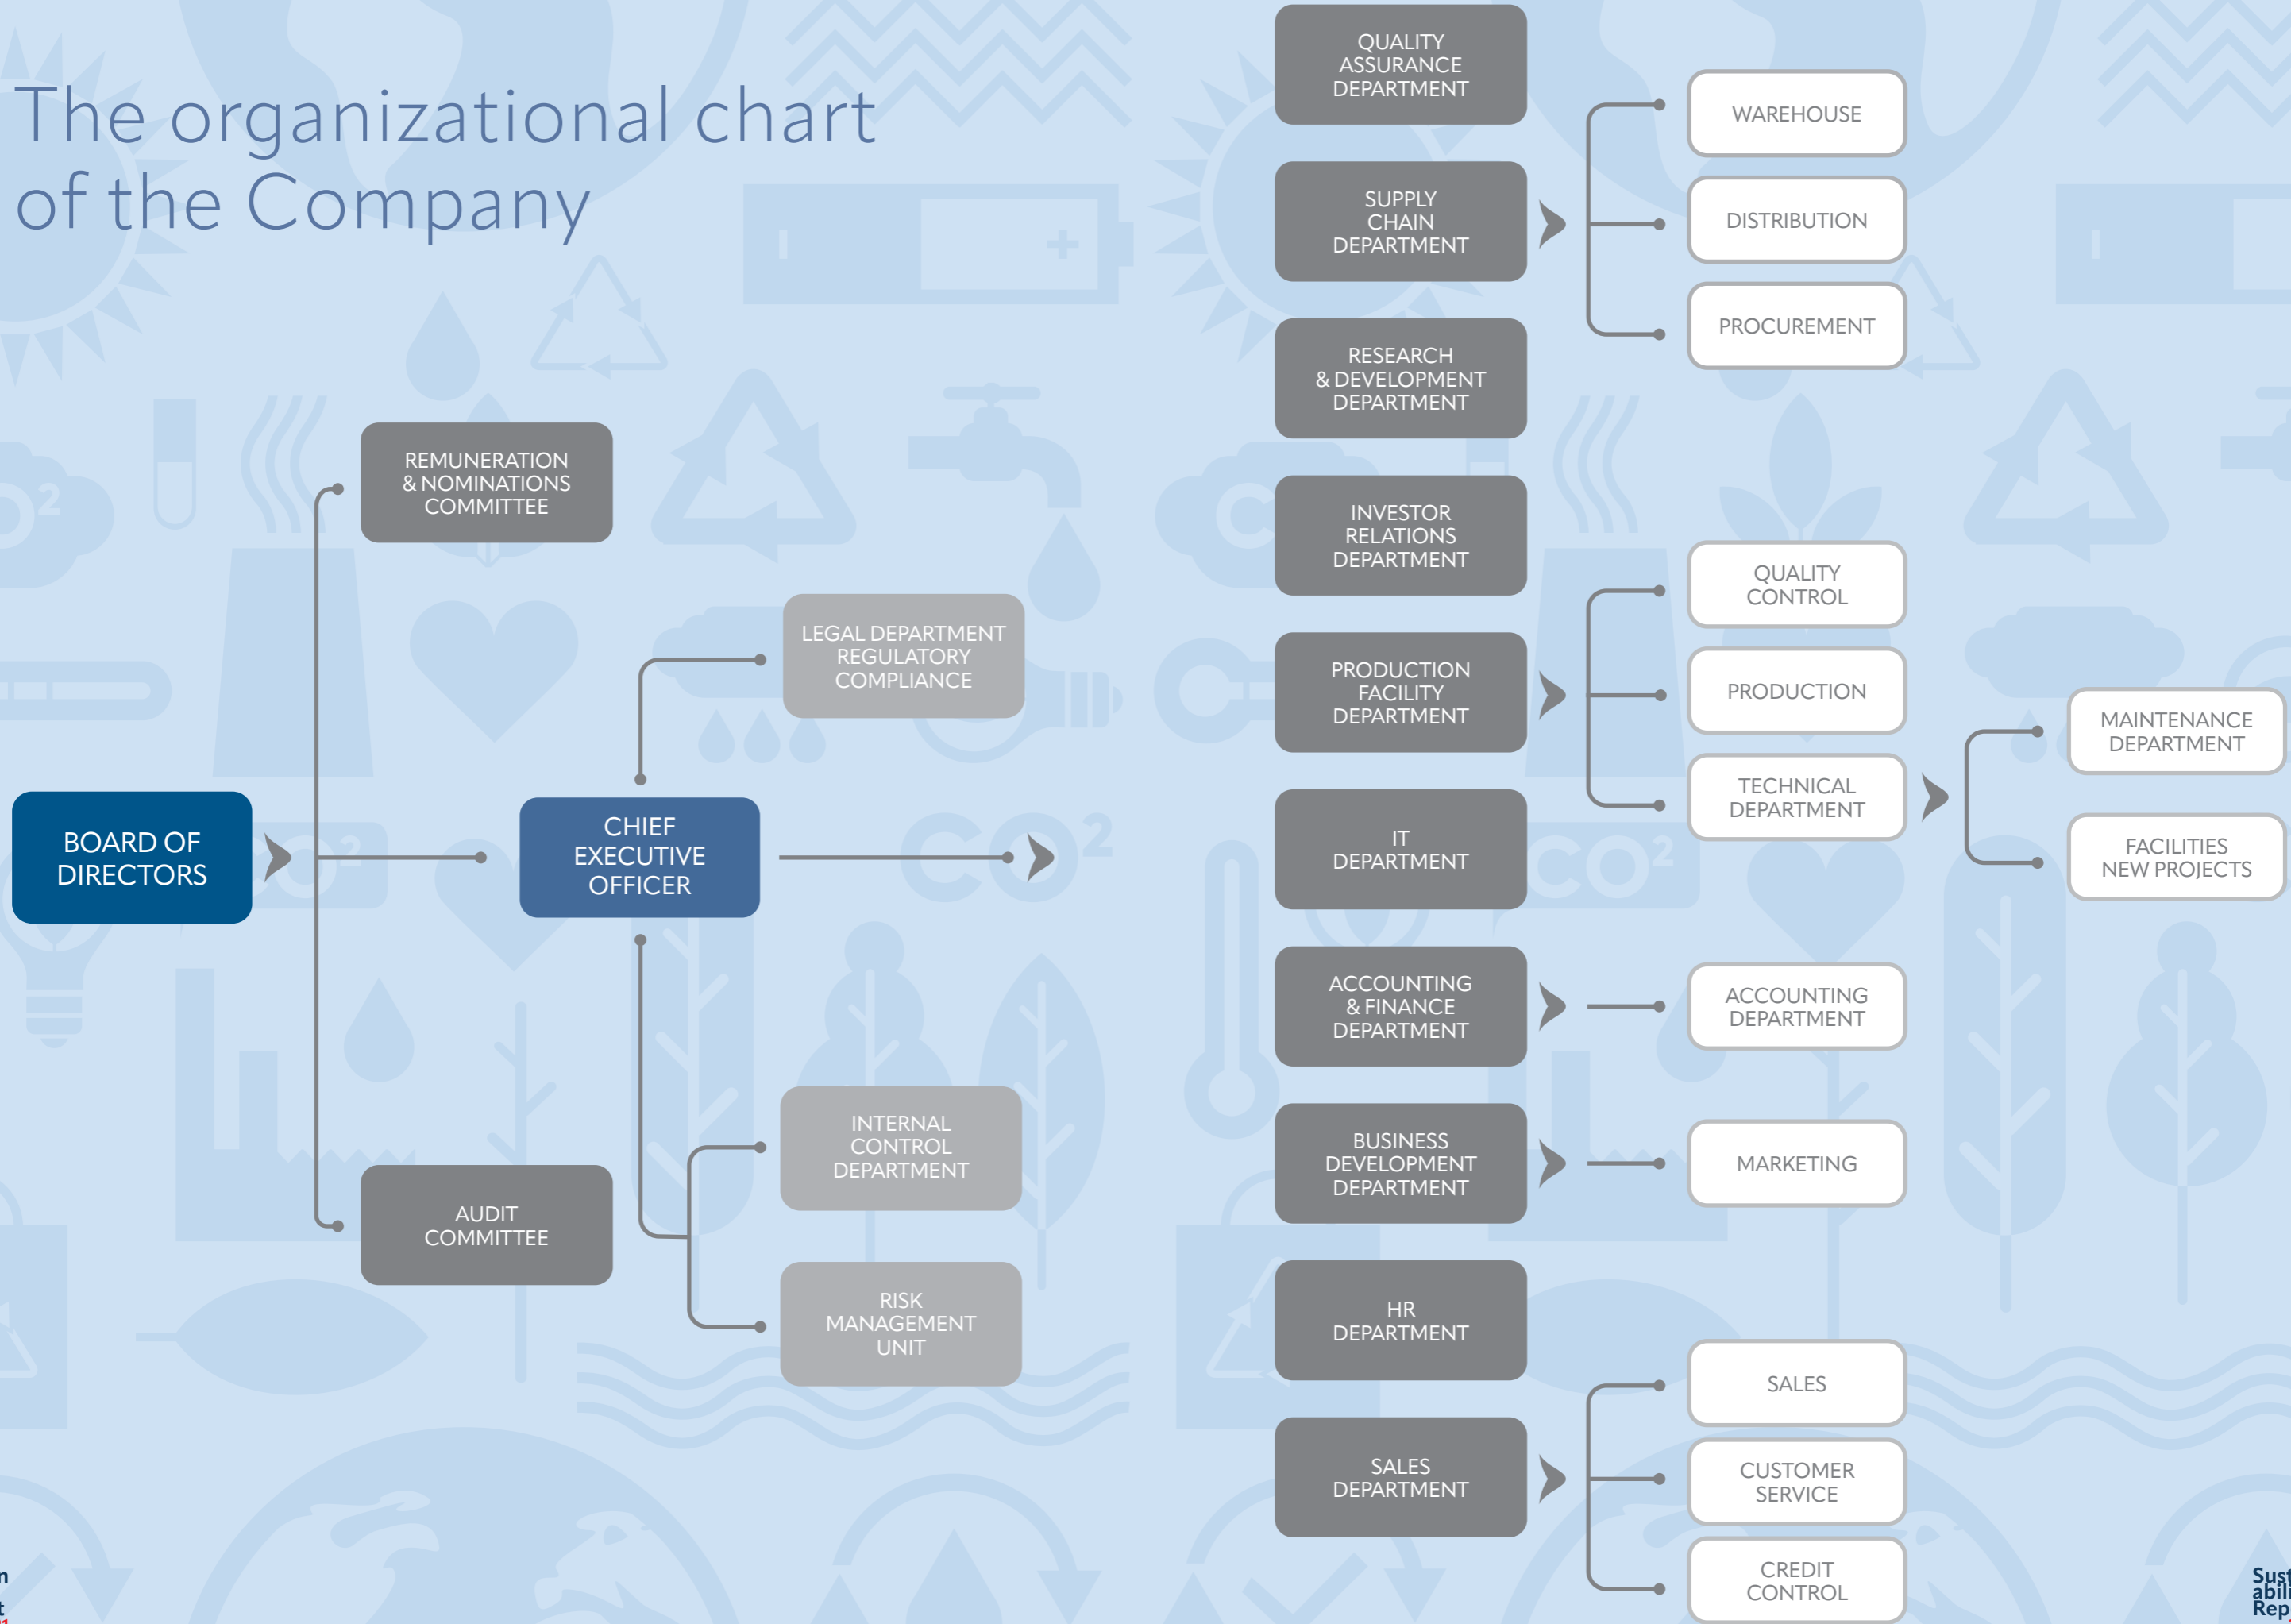 The organizational chart
of the Company
BOARD OF
DIRECTORS
REMUNERATION
& NOMINATIONS
COMMITTEE
CHIEF
EXECUTIVE
OFFICER
AUDIT
COMMITTEE
LEGAL DEPARTMENT
REGULATORY
COMPLIANCE
INTERNAL
CONTROL
DEPARTMENT
RISK
MANAGEMENT
UNIT
QUALITY
ASSURANCE
DEPARTMENT
SUPPLY
CHAIN
DEPARTMENT
WAREHOUSE
DISTRIBUTION
PROCUREMENT
RESEARCH
& DEVELOPMENT
DEPARTMENT
INVESTOR
RELATIONS
DEPARTMENT
PRODUCTION
FACILITY
DEPARTMENT
QUALITY
CONTROL
PRODUCTION
TECHNICAL
DEPARTMENT
MAINTENANCE
DEPARTMENT
FACILITIES
NEW PROJECTS
IT
DEPARTMENT
ACCOUNTING
& FINANCE
DEPARTMENT
ACCOUNTING
DEPARTMENT
BUSINESS
DEVELOPMENT
DEPARTMENT
MARKETING
HR
DEPARTMENT
SALES
DEPARTMENT
SALES
CUSTOMER
SERVICE
CREDIT
CONTROL
CO2
CO2